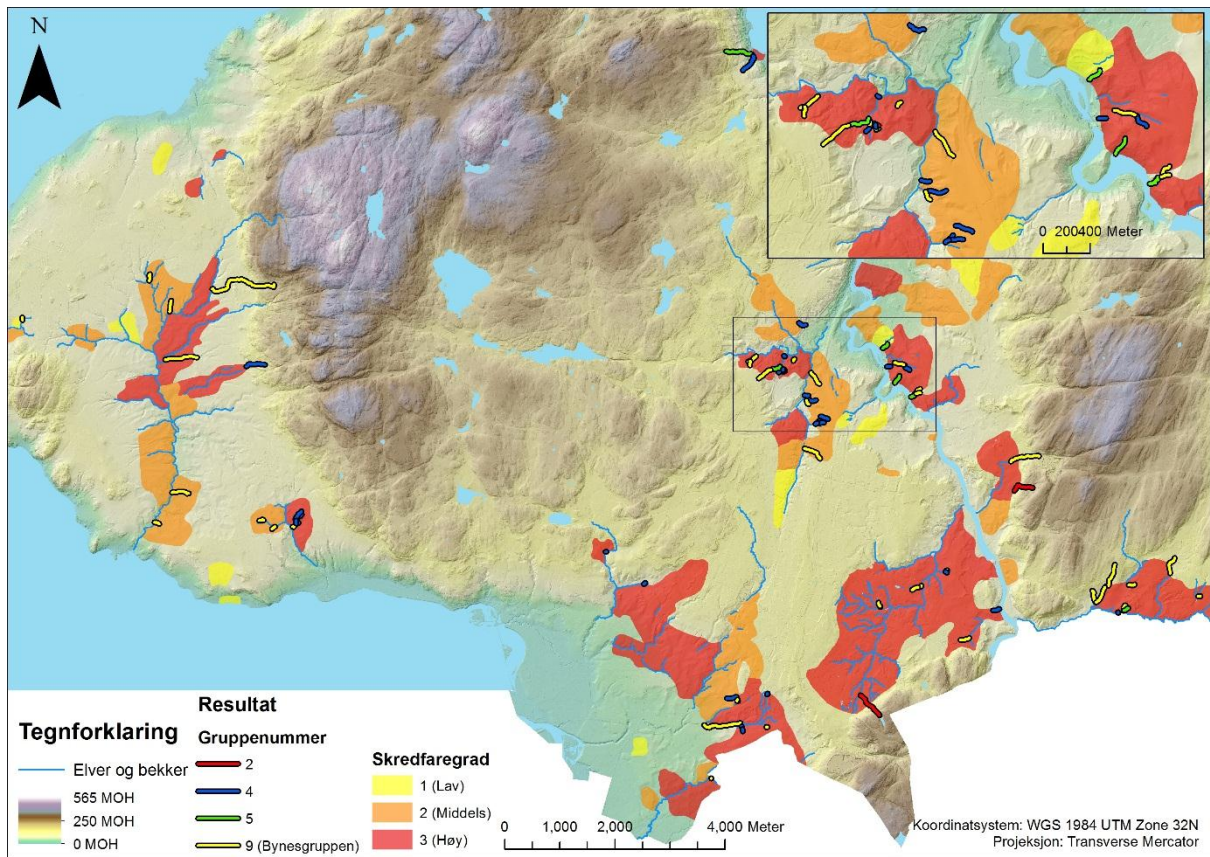 N
0 200400 Meter
Tegnforklaring
Elver og bekker
565 MOH
250 MOH
0 MOH
Resultat
Gruppenummer
2
4
5
9 (Bynesgruppen)
Skredfaregrad
1 (Lav)
2 (Middels)
3 (Høy)
0 1,000 2,000 4,000 Meter
Koordinatsystem: WGS 1984 UTM Zone 32N
Projeksjon: Transverse Mercator